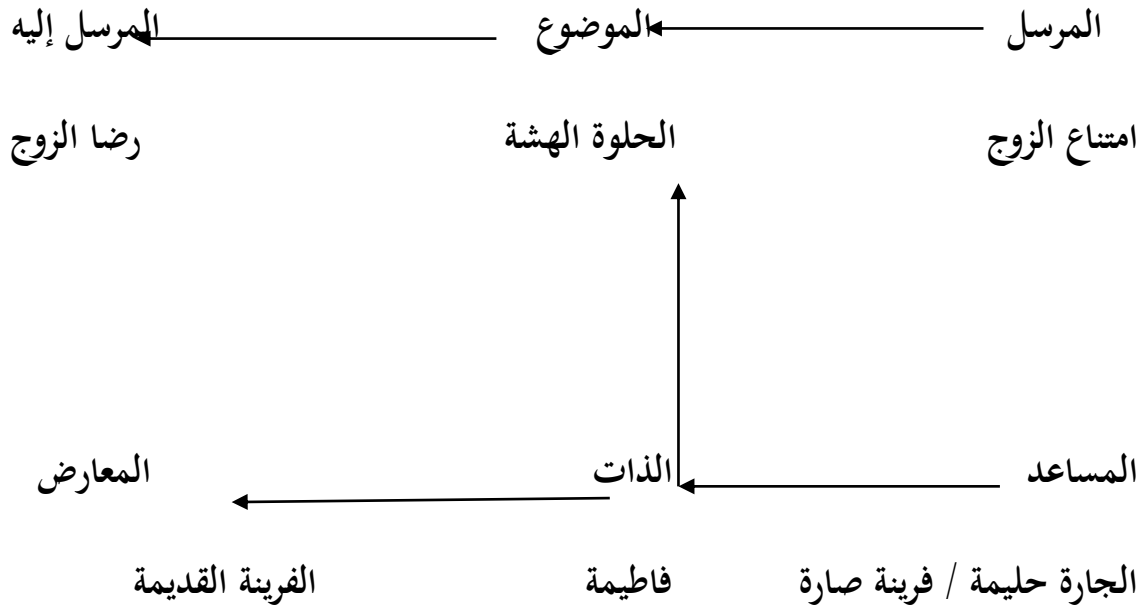 المرسل الموضوع المرسل إليه
امتناع الزوج الحلوة الهشة رضا الزوج
المساعد الذات المعارض
الجارة حليمة / فرينة صارة فاطيمة الفرينة القديمة